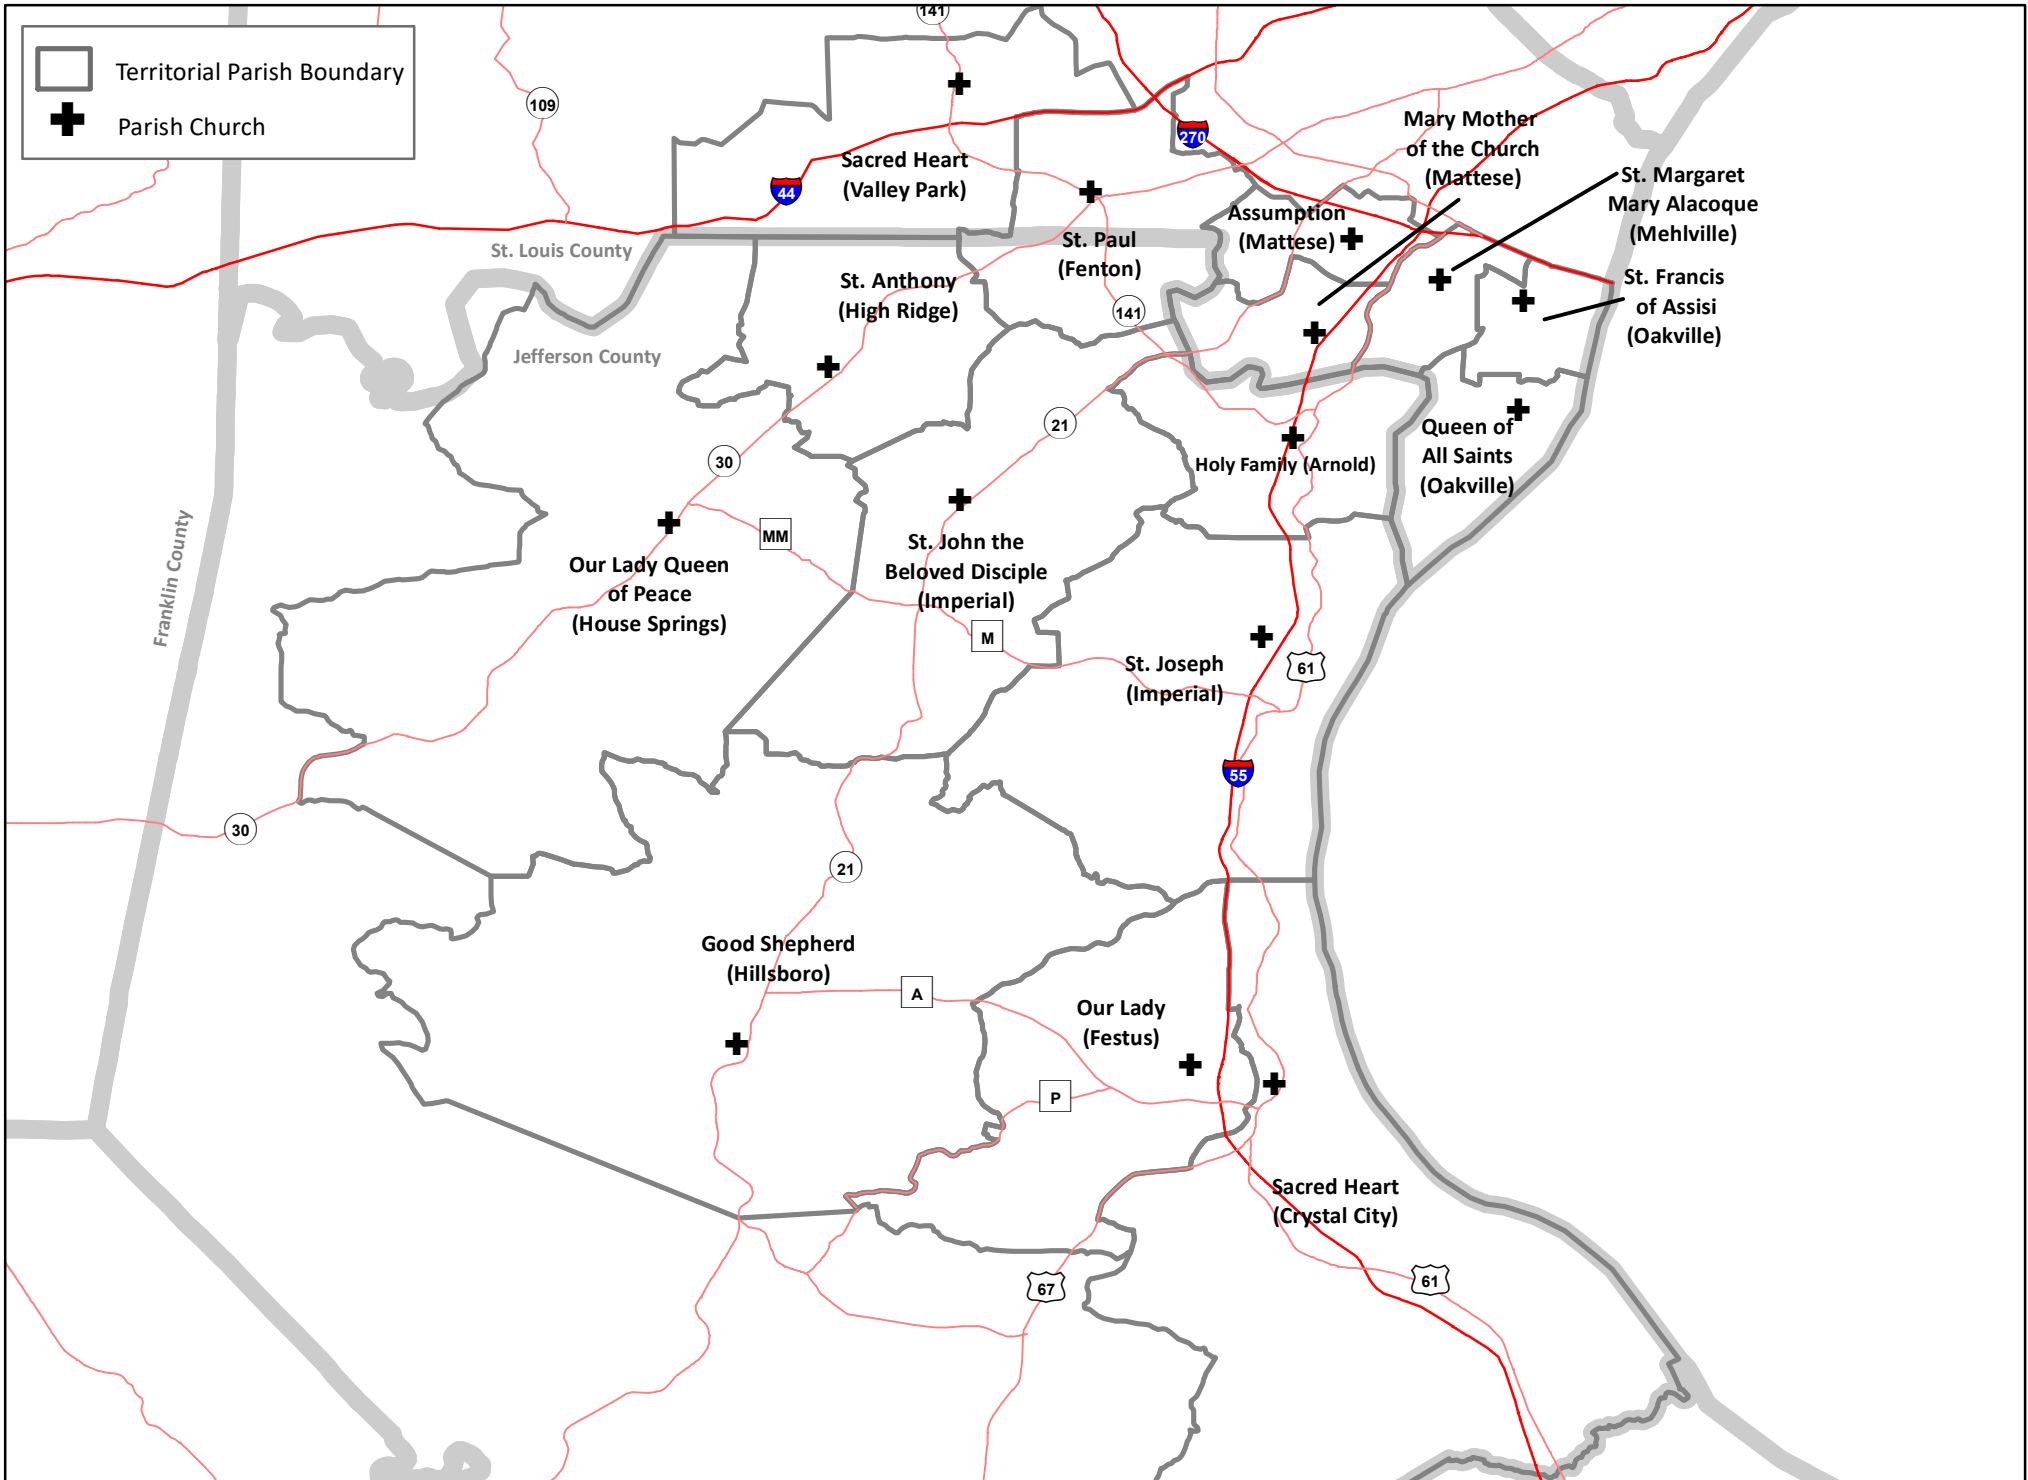 Territorial Parish Boundary
Parish Church
141
109
270
44
Sacred Heart
(Valley Park)
Mary Mother
of the Church
(Mattese)
St. Margaret
Mary Alacoque
(Mehlville)
Assumption
(Mattese)
St. Paul
(Fenton)
St. Louis County
Jefferson County
St. Anthony
(High Ridge)
141
St. Francis
of Assisi
(Oakville)
21
30
Holy Family (Arnold)
Queen of
All Saints
(Oakville)
Franklin County
MM
Our Lady Queen
of Peace
(House Springs)
St. John the
Beloved Disciple
(Imperial)
M
St. Joseph
(Imperial)
61
55
30
21
Good Shepherd
(Hillsboro)
A
Our Lady
(Festus)
P
Sacred Heart
(Crystal City)
67
61